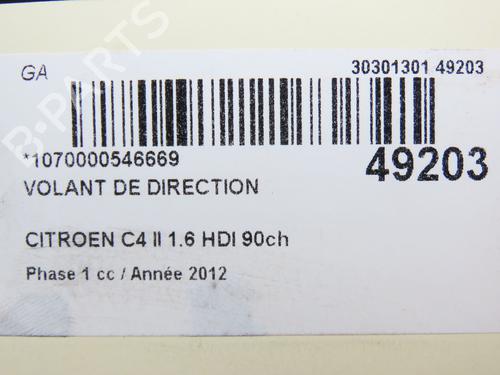 GA
30301301 49203
*1070000546669
49203
VOLANT DE DIRECTION
CITROEN C4 II 1.6 HDI 90ch
Phase 1 cc / Année 2012
B-PARTS